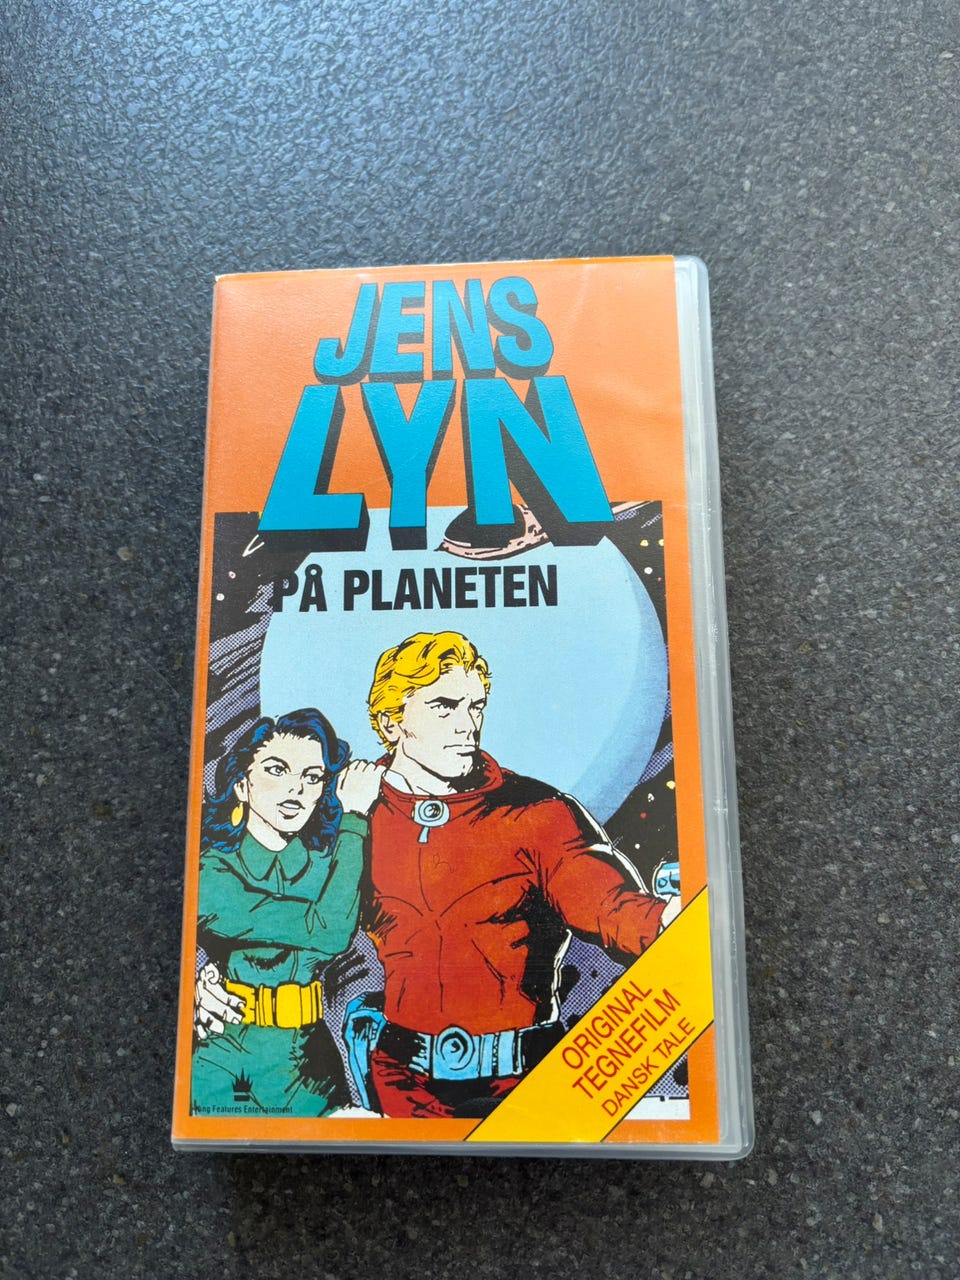 JENS
LYN
PÅ PLANETEN
ORIGINAL
TEGNEFILM
DANSK TALE
King Features Entertainment